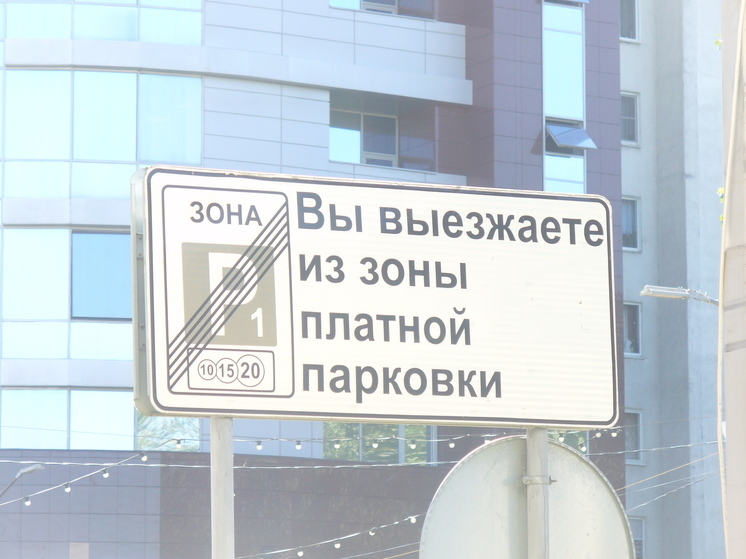 ЗОНА
P 1
10 15 20
Вы выезжаете
из зоны
платной
парковки